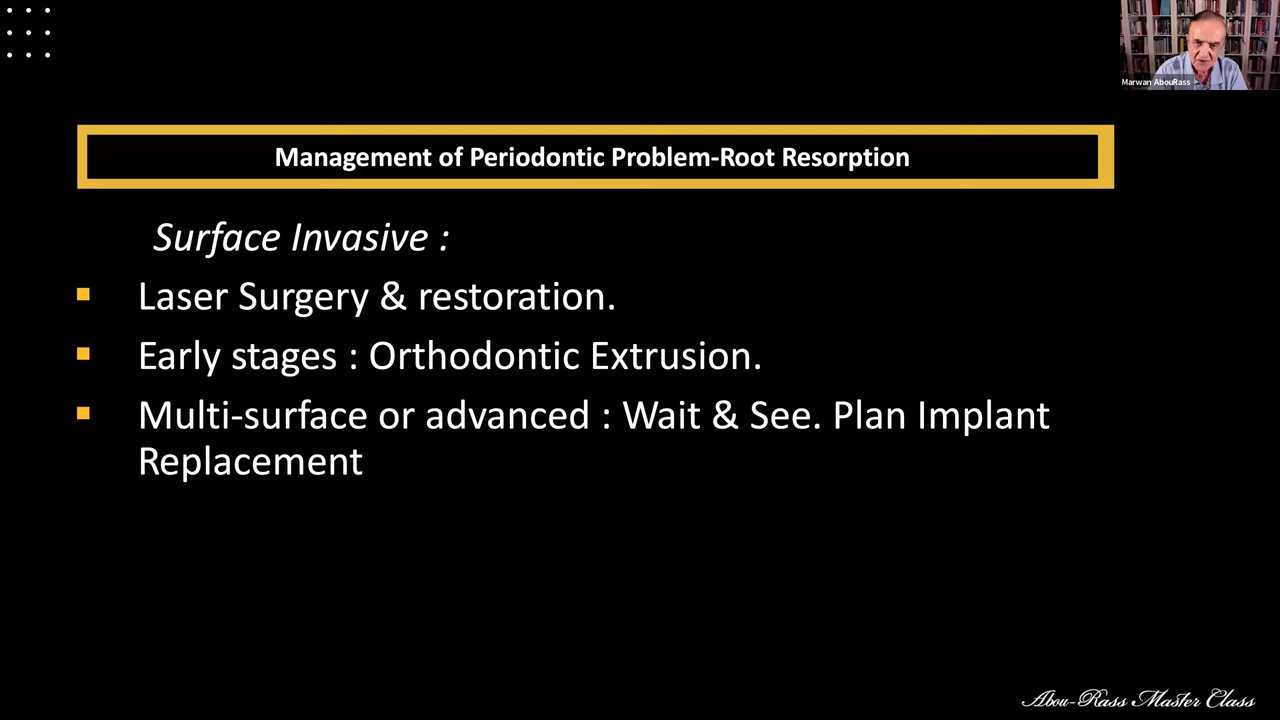 Marwan AbouRass
Management of Periodontic Problem-Root Resorption
Surface Invasive :
Laser Surgery & restoration.
Early stages : Orthodontic Extrusion.
Multi-surface or advanced : Wait & See. Plan Implant
Replacement
Abou-Rass Master Class